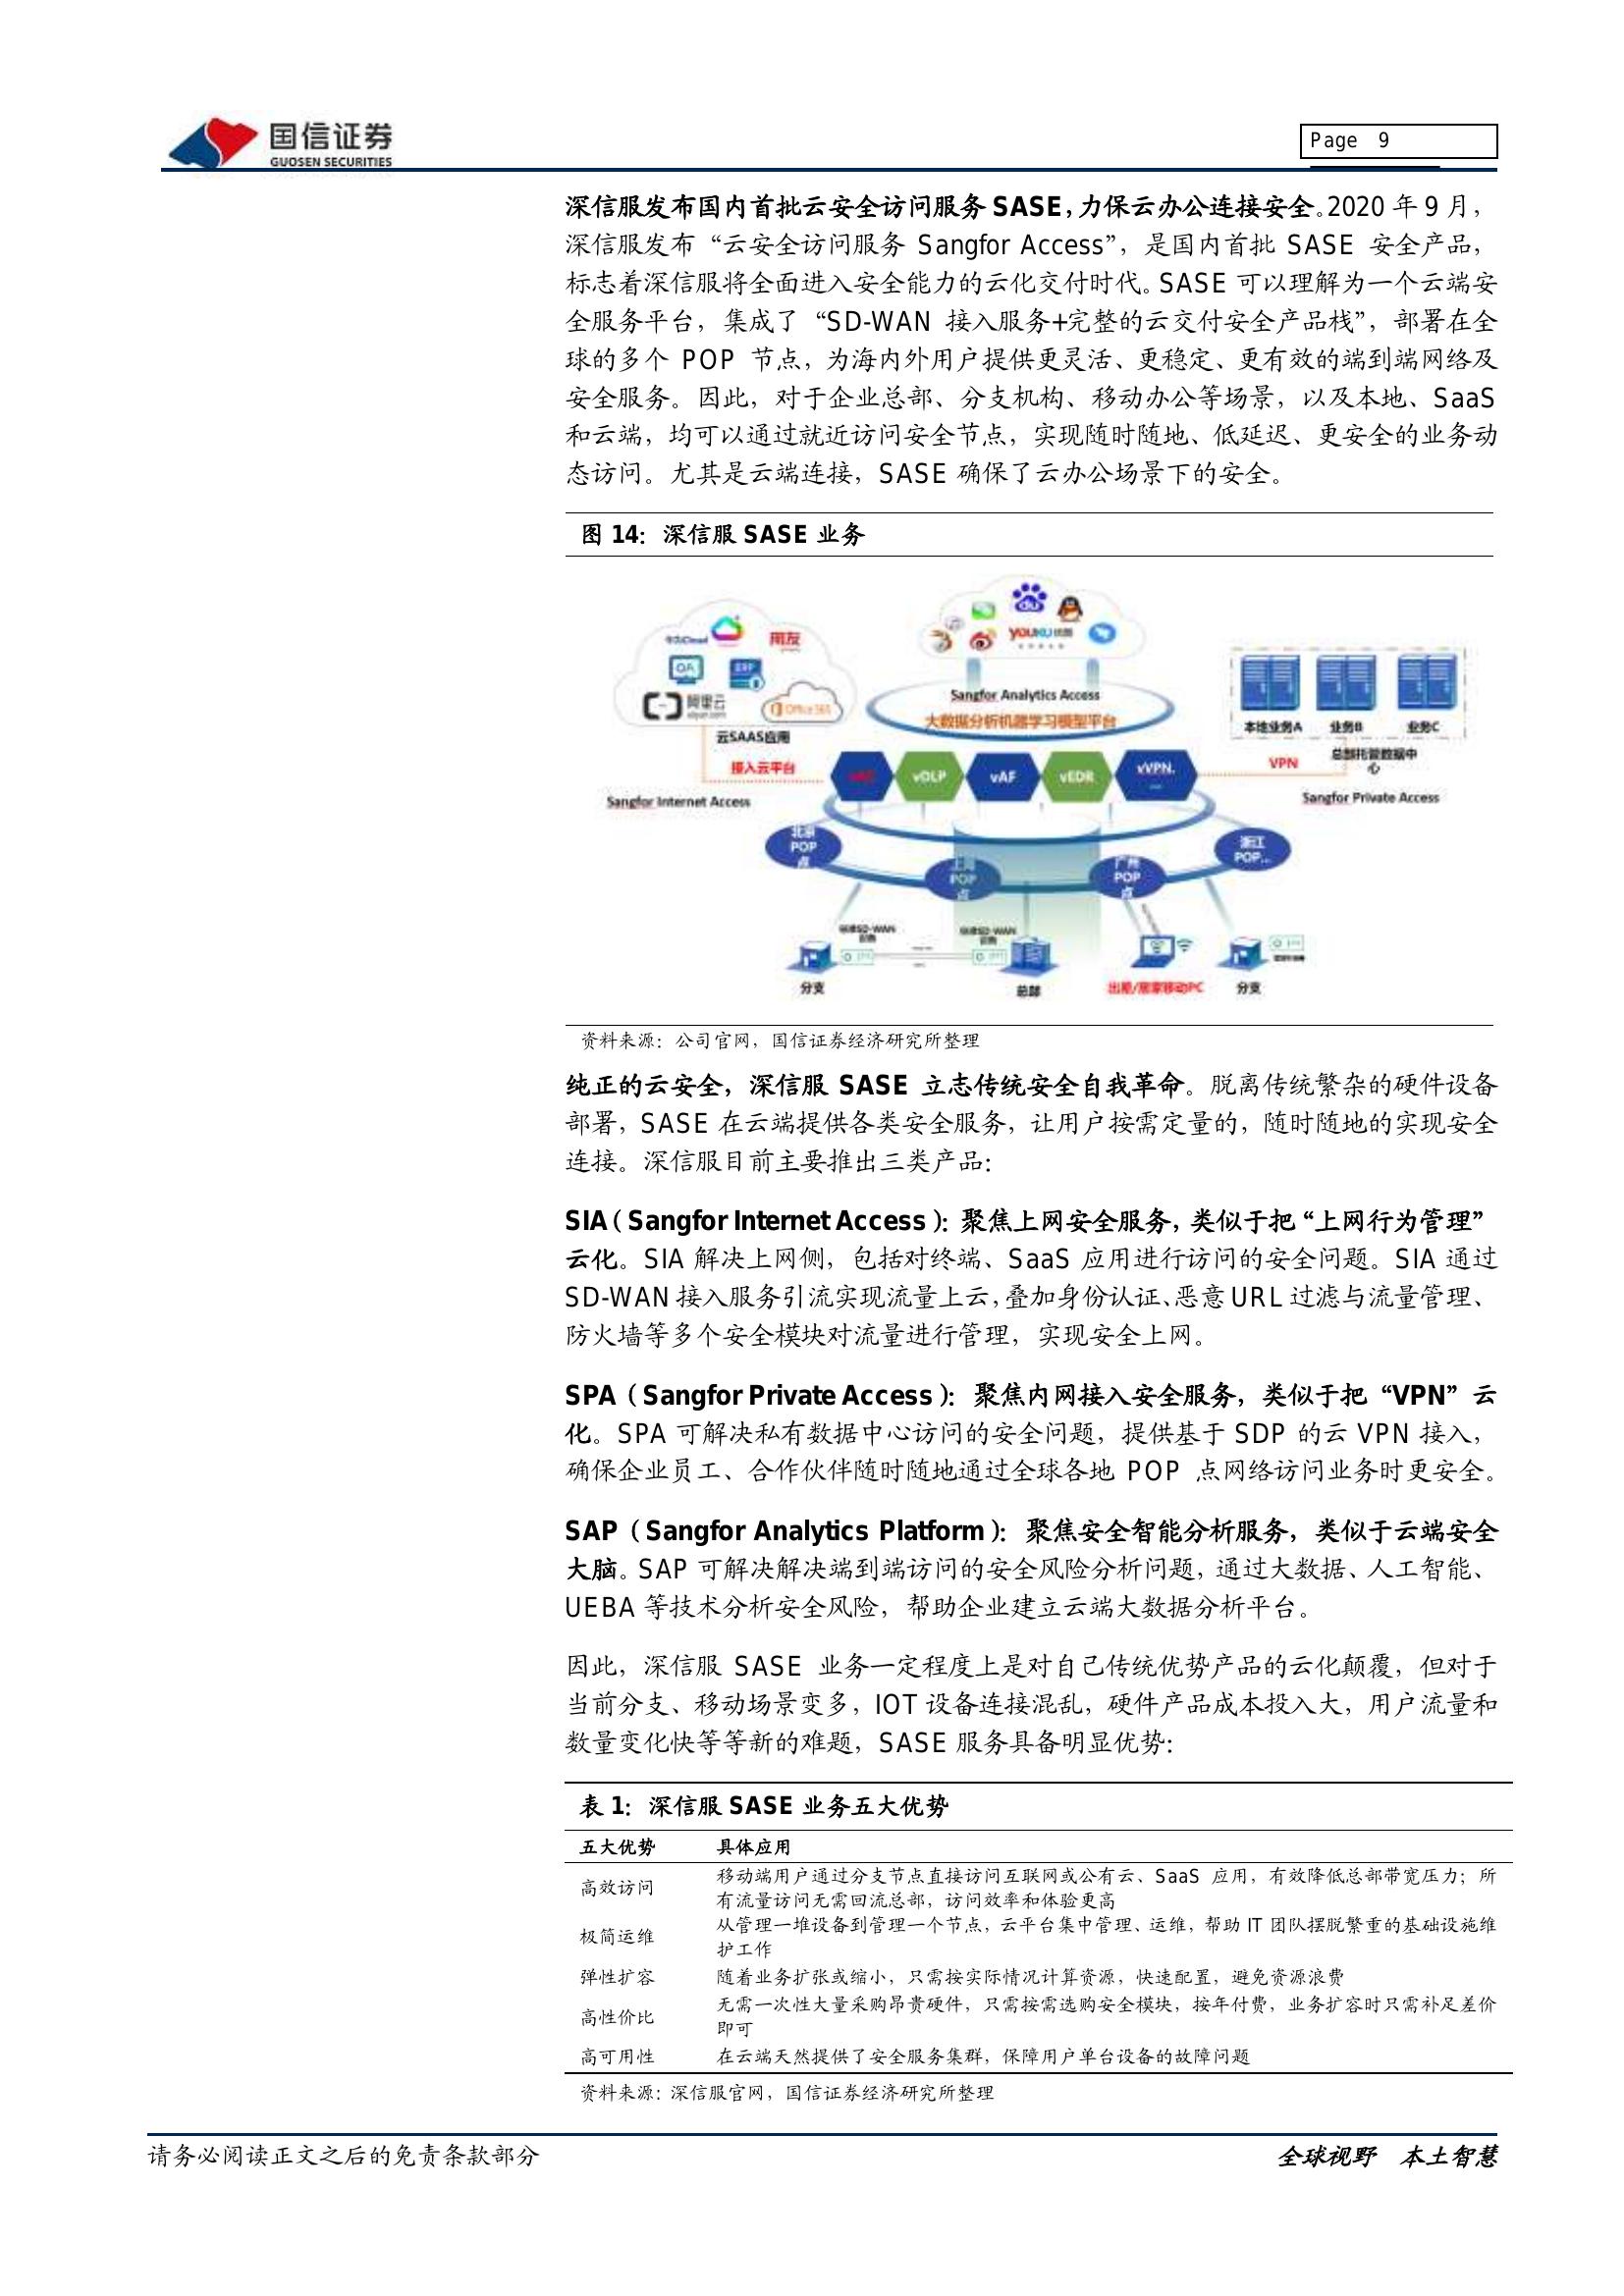 国信证券
GUOSEN SECURITIES
Page 9
深信服发布国内首批云安全访问服务 SASE,力保云办公连接安全。2020 年 9 月，
深信服发布“云安全访问服务 Sangfor Access”，是国内首批 SASE 安全产品，
标志着深信服将全面进入安全能力的云化交付时代。SASE 可以理解为一个云端安
全服务平台，集成了“SD-WAN 接入服务+完整的云交付安全产品栈”，部署在全
球的多个 POP 节点，为海内外用户提供更灵活、更稳定、更有效的端到端网络及
安全服务。因此，对于企业总部、分支机构、移动办公等场景，以及本地、SaaS
和云端，均可以通过就近访问安全节点，实现随时随地、低延迟、更安全的业务动
态访问。尤其是云端连接，SASE 确保了云办公场景下的安全。
图 14：深信服 SASE 业务
du
用友
YOUKU
OA
ERP
阿里云
Office 365
云SAAS应用
接入云平台
Sangfor Internet Access
Sangfor Analytics Access
大数据分析机器学习模型平台
本地业务A 业务B 业务C
总部托管数据中
心
VPN
Sangfor Private Access
vDLP
vAF
vEDR
vVPN.
...
北京
POP
点
上海
POP
点
广州
POP
点
浙江
POP...
分支
总部
出差/居家移动PC
分支
资料来源：公司官网，国信证券经济研究所整理
纯正的云安全，深信服 SASE 立志传统安全自我革命。脱离传统繁杂的硬件设备
部署，SASE 在云端提供各类安全服务，让用户按需定量的，随时随地的实现安全
连接。深信服目前主要推出三类产品：
SIA（Sangfor Internet Access）：聚焦上网安全服务，类似于把“上网行为管理”
云化。SIA 解决上网侧，包括对终端、SaaS 应用进行访问的安全问题。SIA 通过
SD-WAN 接入服务引流实现流量上云，叠加身份认证、恶意 URL 过滤与流量管理、
防火墙等多个安全模块对流量进行管理，实现安全上网。
SPA（Sangfor Private Access）：聚焦内网接入安全服务，类似于把“VPN”云
化。SPA 可解决私有数据中心访问的安全问题，提供基于 SDP 的云 VPN 接入，
确保企业员工、合作伙伴随时随地通过全球各地 POP 点网络访问业务时更安全。
SAP（Sangfor Analytics Platform）：聚焦安全智能分析服务，类似于云端安全
大脑。SAP 可解决解决端到端访问的安全风险分析问题，通过大数据、人工智能、
UEBA 等技术分析安全风险，帮助企业建立云端大数据分析平台。
因此，深信服 SASE 业务一定程度上是对自己传统优势产品的云化颠覆，但对于
当前分支、移动场景变多，IOT 设备连接混乱，硬件产品成本投入大，用户流量和
数量变化快等等新的难题，SASE 服务具备明显优势：
表 1：深信服 SASE 业务五大优势
五大优势 具体应用
高效访问 移动端用户通过分支节点直接访问互联网或公有云、SaaS 应用，有效降低总部带宽压力；所
有流量访问无需回流总部，访问效率和体验更高
极简运维 从管理一堆设备到管理一个节点，云平台集中管理、运维，帮助 IT 团队摆脱繁重的基础设施维
护工作
弹性扩容 随着业务扩张或缩小，只需按实际情况计算资源，快速配置，避免资源浪费
高性价比 无需一次性大量采购昂贵硬件，只需按需选购安全模块，按年付费，业务扩容时只需补足差价
即可
高可用性 在云端天然提供了安全服务集群，保障用户单台设备的故障问题
资料来源：深信服官网，国信证券经济研究所整理
请务必阅读正文之后的免责条款部分
全球视野 本土智慧